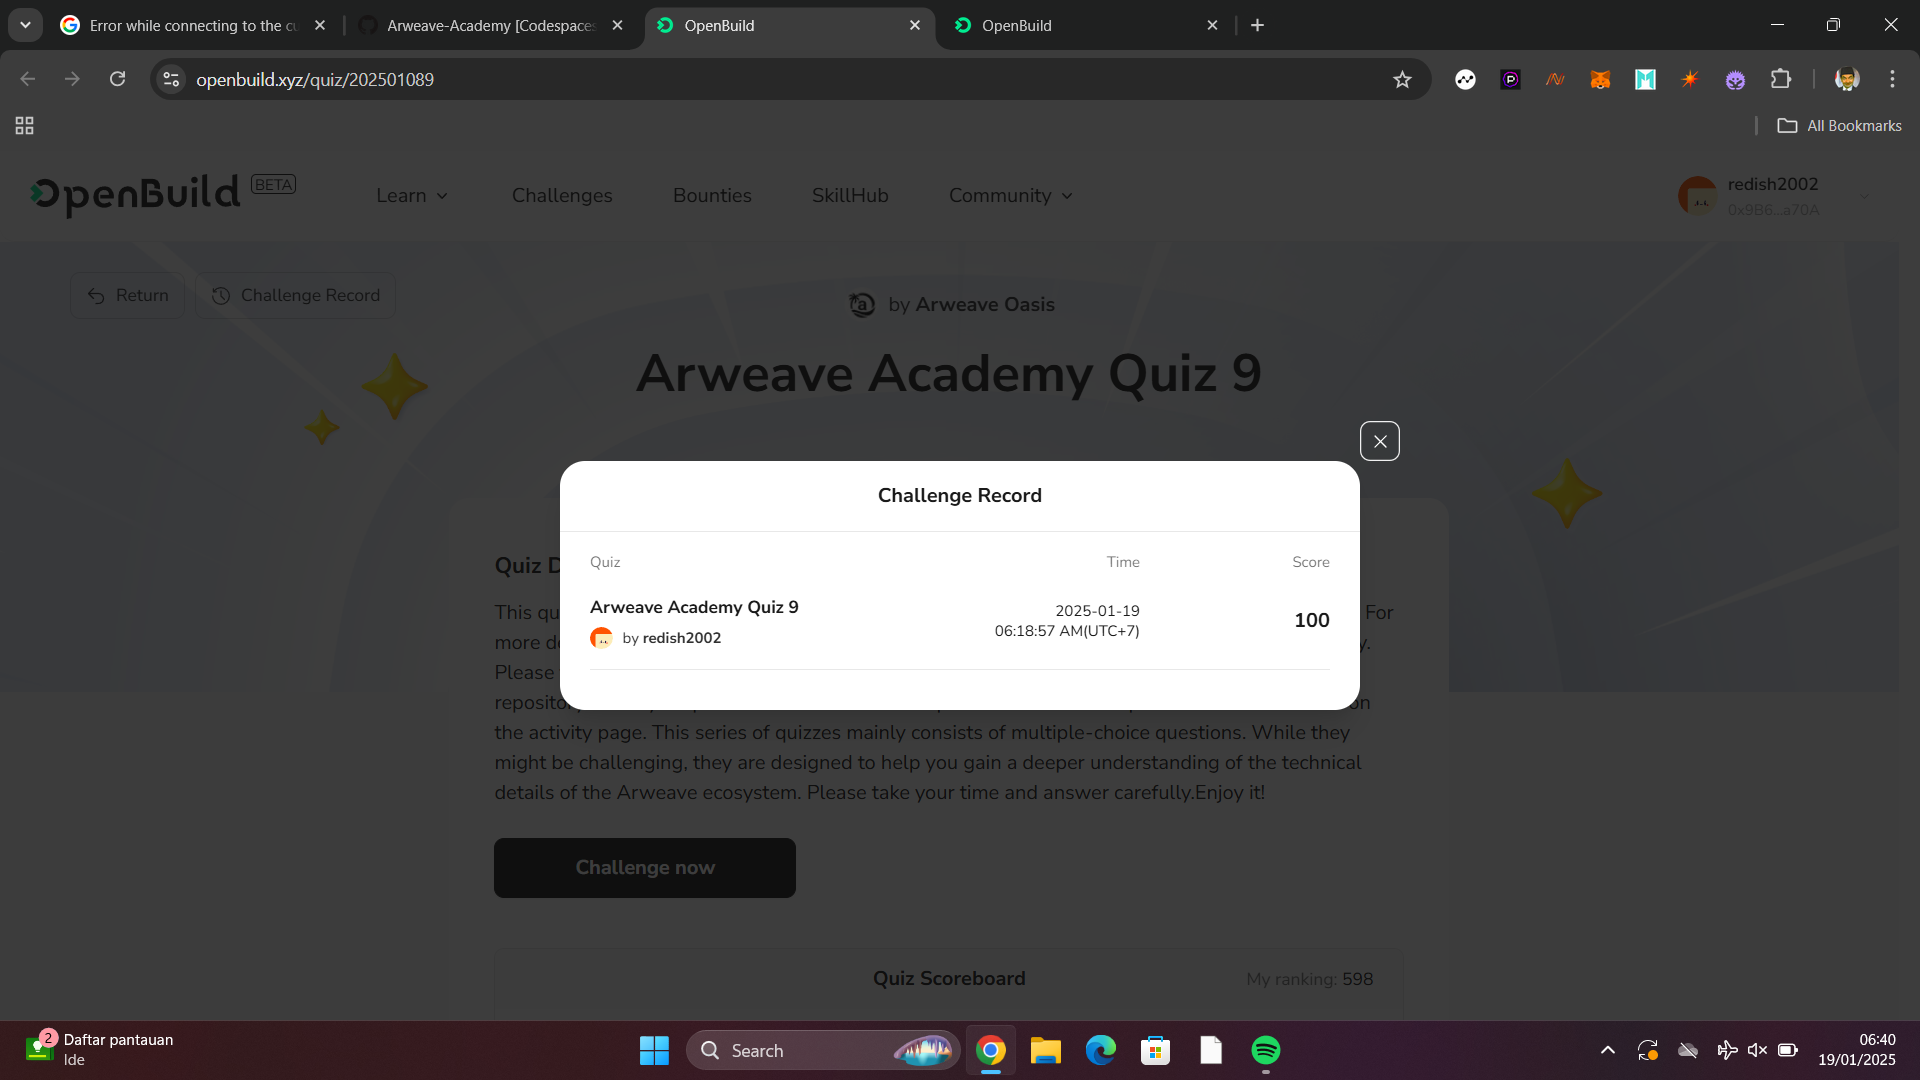 Error while connecting to the cu
Arweave-Academy [Codespaces
OpenBuild
OpenBuild
openbuild.xyz/quiz/202501089
All Bookmarks
OpenBuild BETA
Learn
Challenges
Bounties
SkillHub
Community
redish2002
0x9B6...a70A
Return
Challenge Record
by Arweave Oasis
Arweave Academy Quiz 9
Challenge Record
Quiz Time Score
Arweave Academy Quiz 9
by redish2002
2025-01-19
06:18:57 AM(UTC+7)
100
Quiz D
This qu
For
more de
y.
Please
repository
on
the activity page. This series of quizzes mainly consists of multiple-choice questions. While they
might be challenging, they are designed to help you gain a deeper understanding of the technical
details of the Arweave ecosystem. Please take your time and answer carefully.Enjoy it!
Challenge now
Quiz Scoreboard
My ranking: 598
2
Daftar pantauan
Ide
Search
06:40
19/01/2025